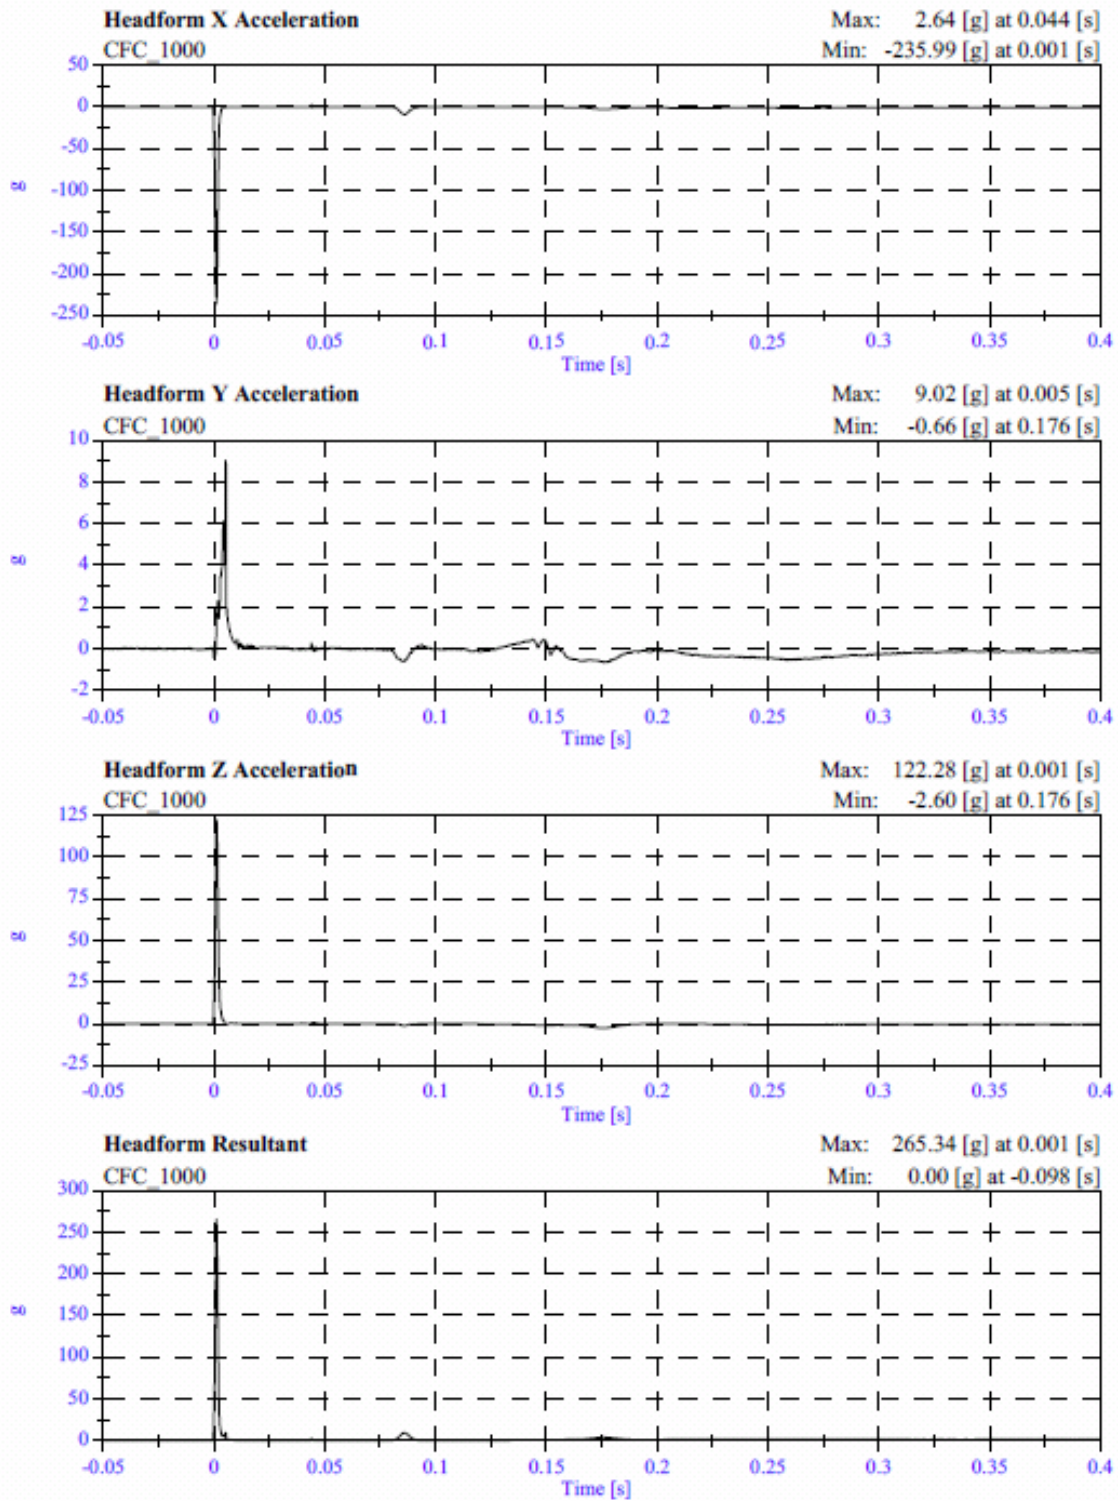 Headform X Acceleration Max: 2.64 [g] at 0.044 [s]
CFC_1000 Min: -235.99 [g] at 0.001 [s]
50
0
-50
-100
g
-150
-200
-250
-0.05 0 0.05 0.1 0.15 0.2 0.25 0.3 0.35 0.4
Time [s]
Headform Y Acceleration Max: 9.02 [g] at 0.005 [s]
CFC_1000 Min: -0.66 [g] at 0.176 [s]
10
8
6
g
4
2
0
-2
-0.05 0 0.05 0.1 0.15 0.2 0.25 0.3 0.35 0.4
Time [s]
Headform Z Acceleration Max: 122.28 [g] at 0.001 [s]
CFC_1000 Min: -2.60 [g] at 0.176 [s]
125
100
75
g
50
25
0
-25
-0.05 0 0.05 0.1 0.15 0.2 0.25 0.3 0.35 0.4
Time [s]
Headform Resultant Max: 265.34 [g] at 0.001 [s]
CFC_1000 Min: 0.00 [g] at -0.098 [s]
300
250
200
g
150
100
50
0
-0.05 0 0.05 0.1 0.15 0.2 0.25 0.3 0.35 0.4
Time [s]